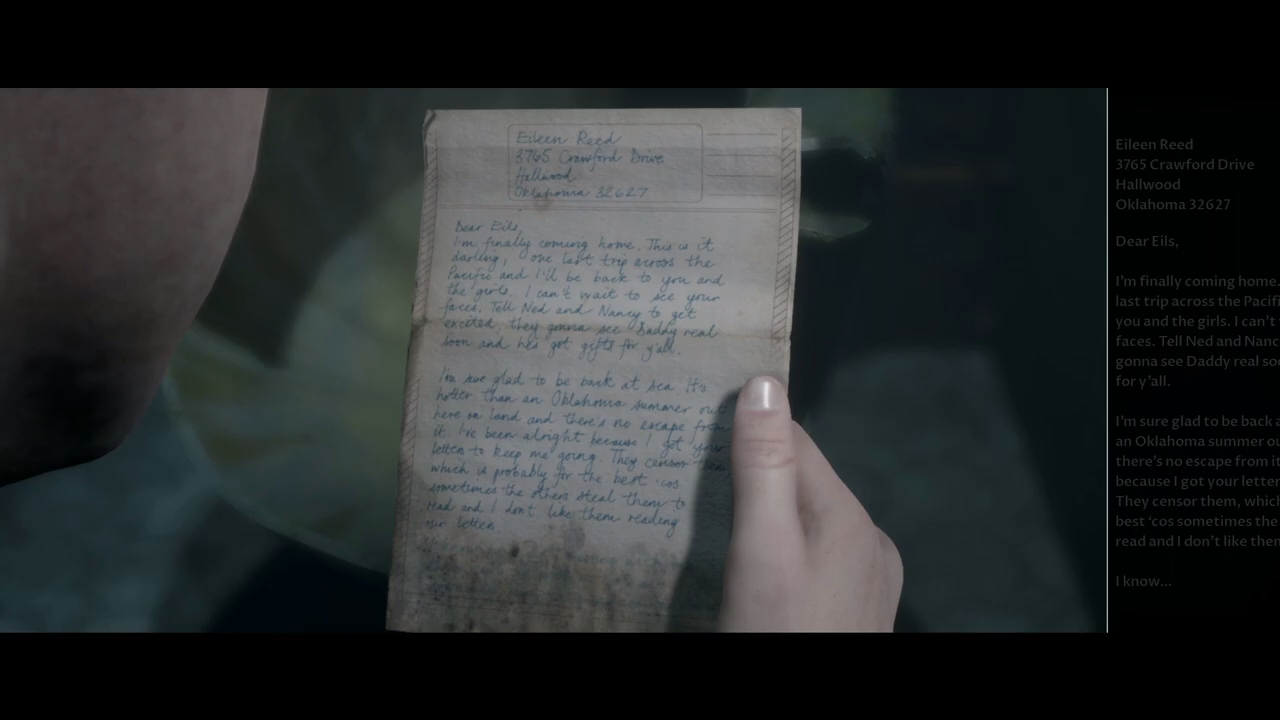 Eileen Reed
3765 Crawford Drive
Hallwood
Oklahoma 32627
Dear Eils,
I'm finally coming home. This is it
darling, one last trip across the
Pacific and I'll be back to you and
the girls. I can't wait to see your
faces. Tell Ned and Nancy to get
excited, they gonna see Daddy real
soon and he's got gifts for y'all.
I'm sure glad to be back at sea. It's
hotter than an Oklahoma summer out
here on land and there's no escape from
it. I've been alright because I got your
letters to keep me going. They censor them
which is probably for the best 'cos
sometimes the others steal them to
read and I don't like them reading
our letters
Eileen Reed
3765 Crawford Drive
Hallwood
Oklahoma 32627
Dear Eils,
I'm finally coming home.
last trip across the Pacifi
you and the girls. I can't
faces. Tell Ned and Nanc
gonna see Daddy real soo
for y'all.
I'm sure glad to be back a
an Oklahoma summer ou
there's no escape from it
because I got your letter
They censor them, which
best 'cos sometimes the
read and I don't like then
I know...